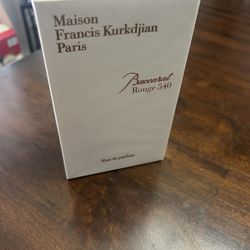 Maison
Francis Kurkdjian
Paris
Baccarat
Rouge 540
Eau de parfum